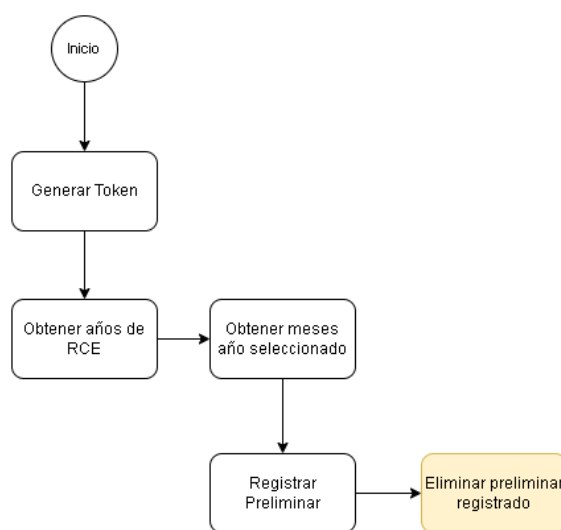 Inicio
Generar Token
Obtener años de
RCE
Obtener meses
año seleccionado
Registrar
Preliminar
Eliminar preliminar
registrado